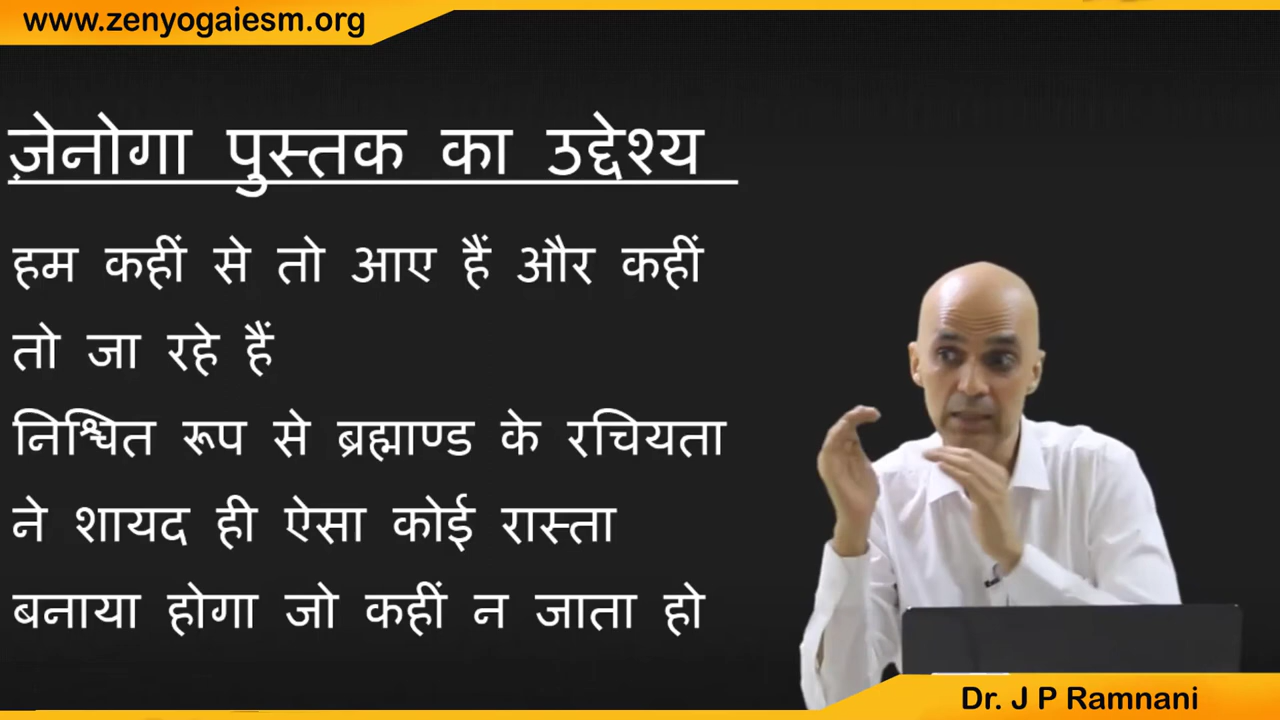 www.zenyogaiesm.org
ज़ेनोगा पुस्तक का उद्देश्य
हम कहीं से तो आए हैं और कहीं
तो जा रहे हैं
निश्चित रूप से ब्रह्माण्ड के रचियता
ने शायद ही ऐसा कोई रास्ता
बनाया होगा जो कहीं न जाता हो
Dr. J P Ramnani